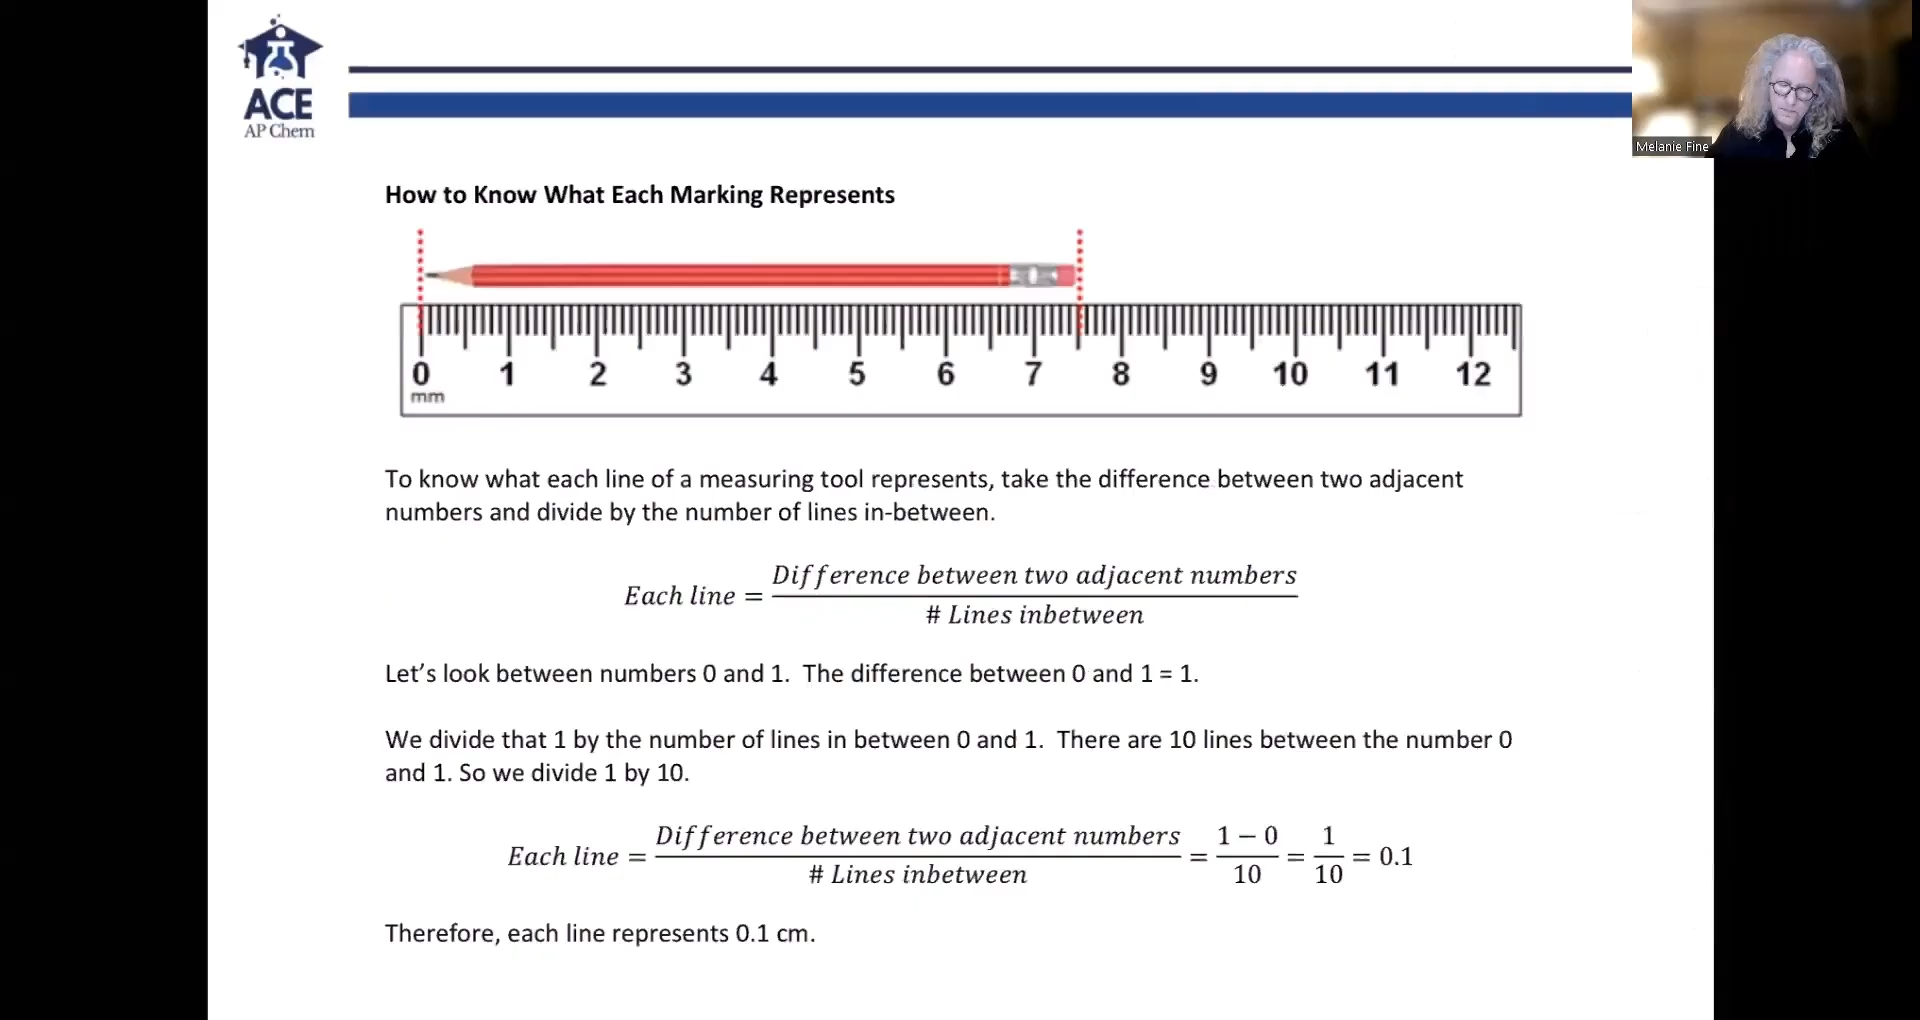 ACE
AP Chem
Melanie Fine
How to Know What Each Marking Represents
0 1 2 3 4 5 6 7 8 9 10 11 12
mm
To know what each line of a measuring tool represents, take the difference between two adjacent
numbers and divide by the number of lines in-between.
Each line = Difference between two adjacent numbers
# Lines inbetween
Let's look between numbers 0 and 1. The difference between 0 and 1 = 1.
We divide that 1 by the number of lines in between 0 and 1. There are 10 lines between the number 0
and 1. So we divide 1 by 10.
Each line = Difference between two adjacent numbers = 1 − 0 = 1 = 0.1
# Lines inbetween 10 10
Therefore, each line represents 0.1 cm.